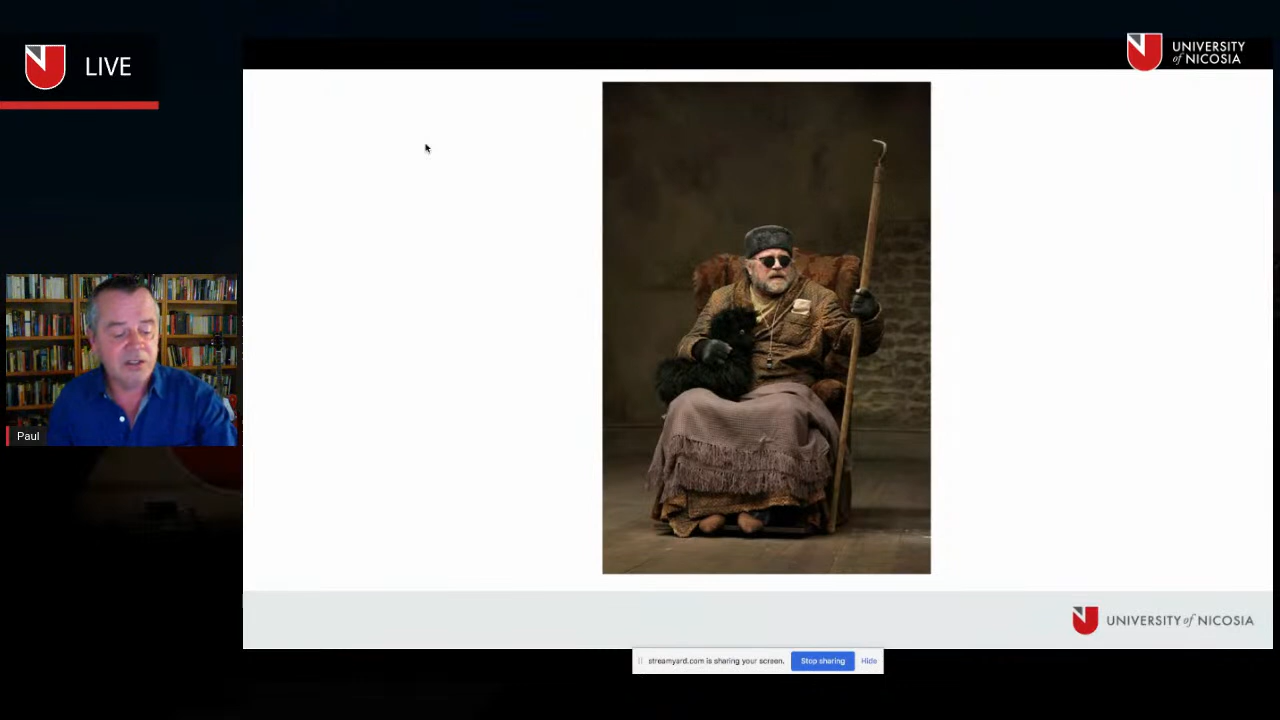 LIVE
UNIVERSITY
of NICOSIA
Paul
UNIVERSITY of NICOSIA
streamyard.com is sharing your screen.
Stop sharing
Hide